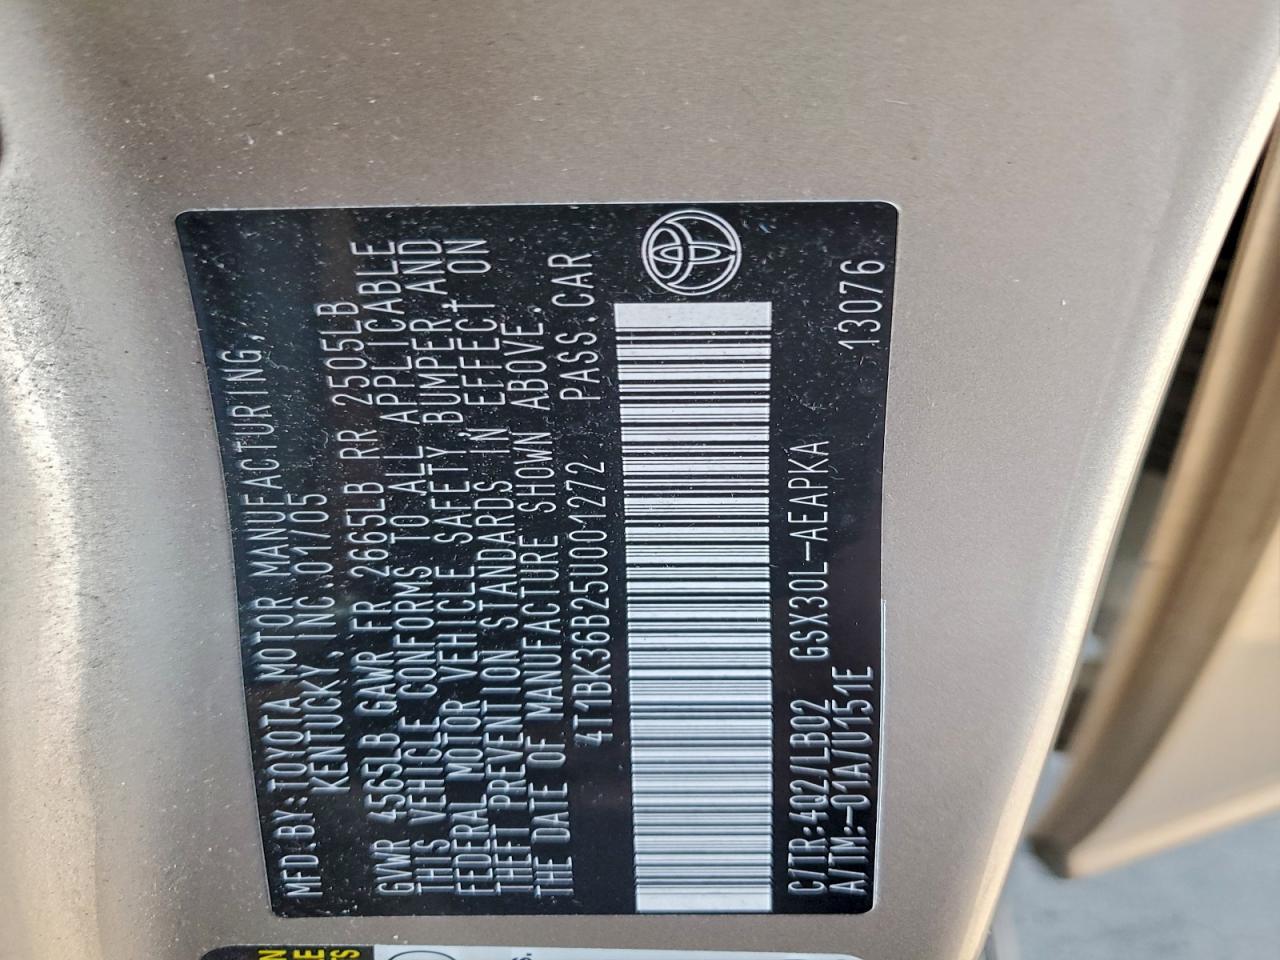 MFD.BY:TOYOTA MOTOR MANUFACTURING,
KENTUCKY, INC.01/05
GVWR 4565LB GAWR FR 2665LB RR 2505LB
THIS VEHICLE CONFORMS TO ALL APPLICABLE
FEDERAL MOTOR VEHICLE SAFETY, BUMPER, AND
THEFT PREVENTION STANDARDS IN EFFECT ON
THE DATE OF MANUFACTURE SHOWN ABOVE.
4T1BK36B25U001272 PASS.CAR
C/TR:4Q2/LB02 GSX30L-AEAPKA
A/TM:-01A/U151E 13076